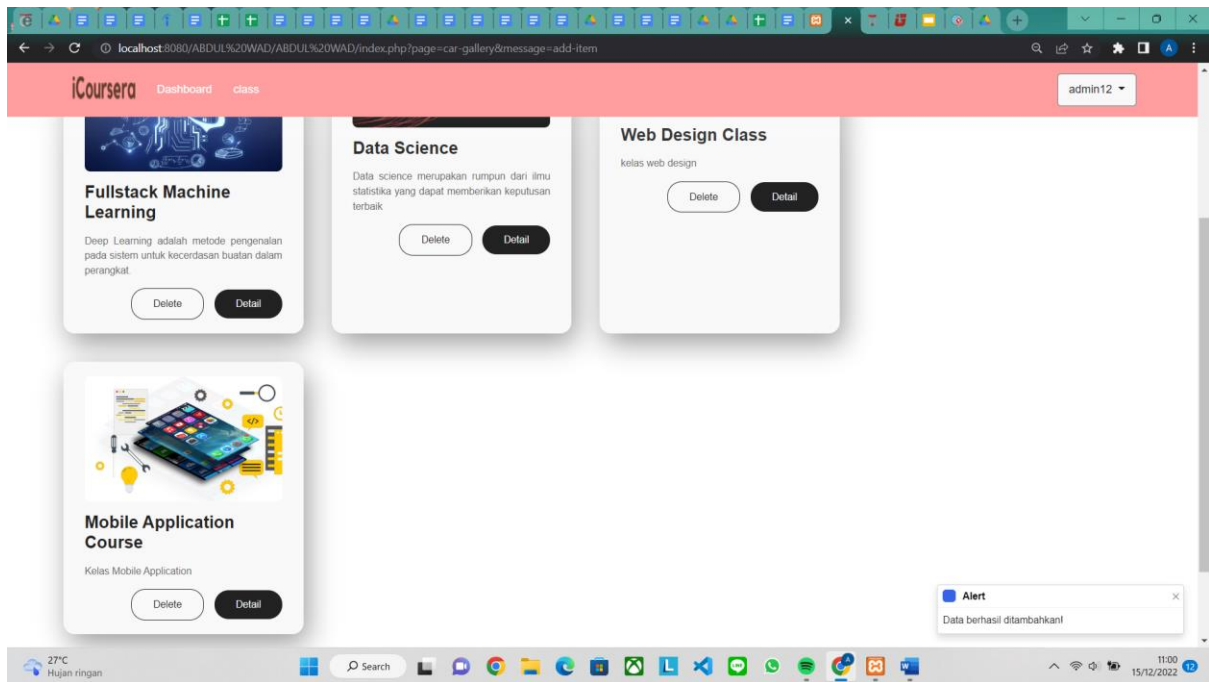 localhost:8080/ABDUL%20WAD/ABDUL%20WAD/index.php?page=car-gallery&message=add-item
A
iCoursera
Dashboard
class
admin12
Fullstack Machine
Learning
Deep Learning adalah metode pengenalan
pada sistem untuk kecerdasan buatan dalam
perangkat.
Delete
Detail
Data Science
Data science merupakan rumpun dari ilmu
statistika yang dapat memberikan keputusan
terbaik
Delete
Detail
Web Design Class
kelas web design
Delete
Detail
Mobile Application
Course
Kelas Mobile Application
Delete
Detail
Alert
Data berhasil ditambahkan!
27°C
Hujan ringan
Search
11:00
15/12/2022
12